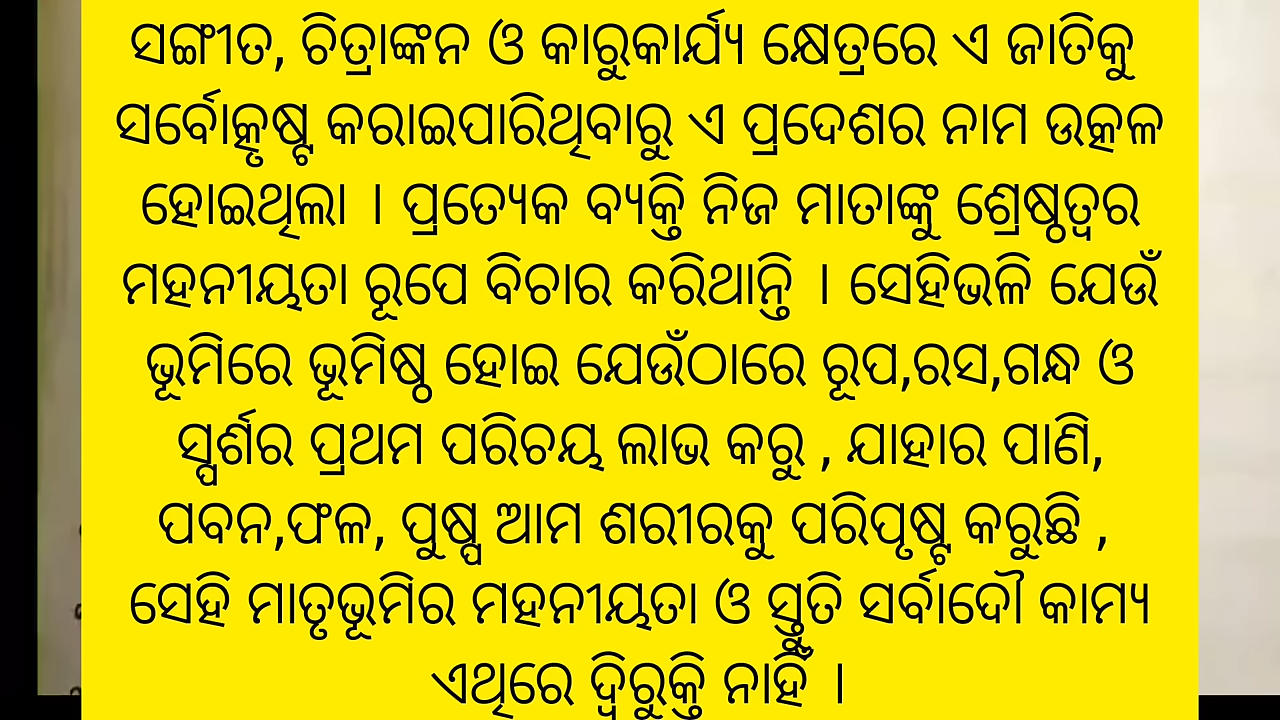 ସଙ୍ଗୀତ, ଚିତ୍ରାଙ୍କନ ଓ କାରୁକାର୍ଯ୍ୟ କ୍ଷେତ୍ରରେ ଏ ଜାତିକୁ
ସର୍ବୋତ୍କୃଷ୍ଟ କରାଇପାରିଥିବାରୁ ଏ ପ୍ରଦେଶର ନାମ ଉତ୍କଳ
ହୋଇଥିଲା । ପ୍ରତ୍ୟେକ ବ୍ୟକ୍ତି ନିଜ ମାତାଙ୍କୁ ଶ୍ରେଷ୍ଠତ୍ୱର
ମହନୀୟତା ରୂପେ ବିଚାର କରିଥାନ୍ତି । ସେହିଭଳି ଯେଉଁ
ଭୂମିରେ ଭୂମିଷ୍ଠ ହୋଇ ଯେଉଁଠାରେ ରୂପ,ରସ,ଗନ୍ଧ ଓ
ସ୍ପର୍ଶର ପ୍ରଥମ ପରିଚୟ ଲାଭ କରୁ , ଯାହାର ପାଣି,
ପବନ,ଫଳ, ପୁଷ୍ପ ଆମ ଶରୀରକୁ ପରିପୃଷ୍ଟ କରୁଛି ,
ସେହି ମାତୃଭୂମିର ମହନୀୟତା ଓ ସ୍ତୁତି ସର୍ବାଦୌ କାମ୍ୟ
ଏଥିରେ ଦ୍ୱିରୁକ୍ତି ନାହିଁ ।